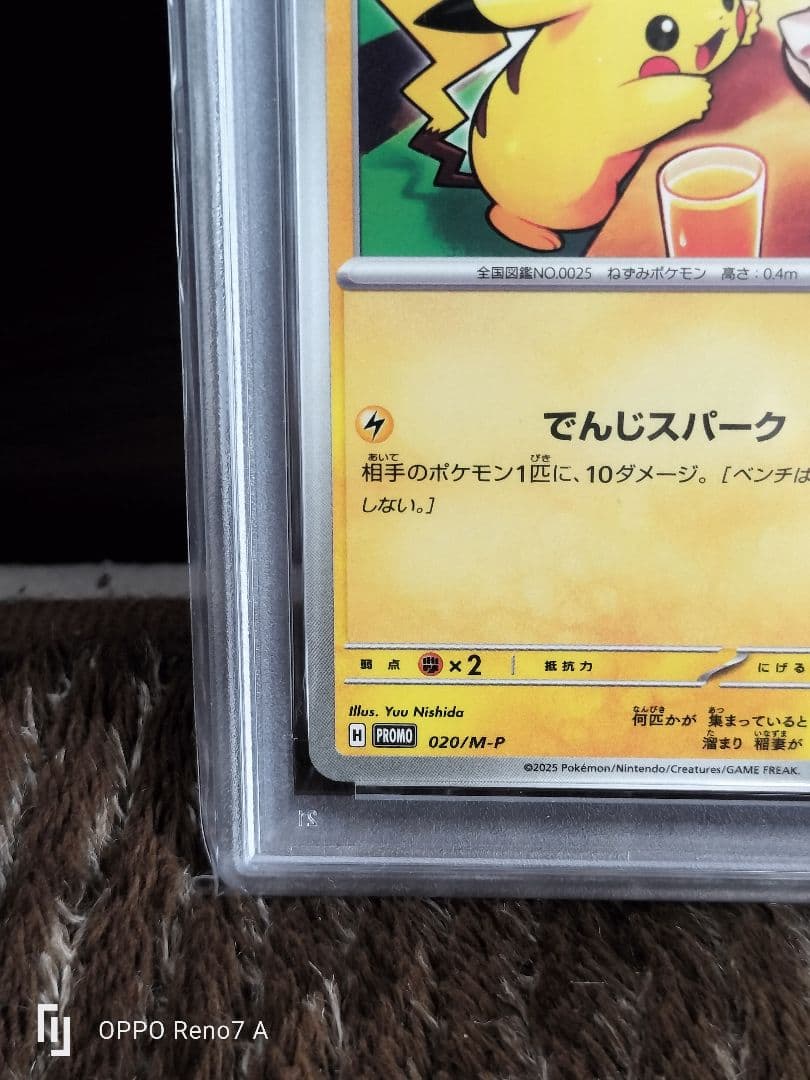 全国図鑑NO.0025 ねずみポケモン 高さ:0.4m
でんじスパーク
あいて びき
相手のポケモン1匹に、10ダメージ。[ベンチは
しない。]
弱点 ×2 抵抗力 にげる
Illus. Yuu Nishida
なんびき あつ
何匹かが 集まっていると
H PROMO 020/M-P
た いなずま
溜まり 稲妻が
©2025 Pokémon/Nintendo/Creatures/GAME FREAK.
OPPO Reno7 A